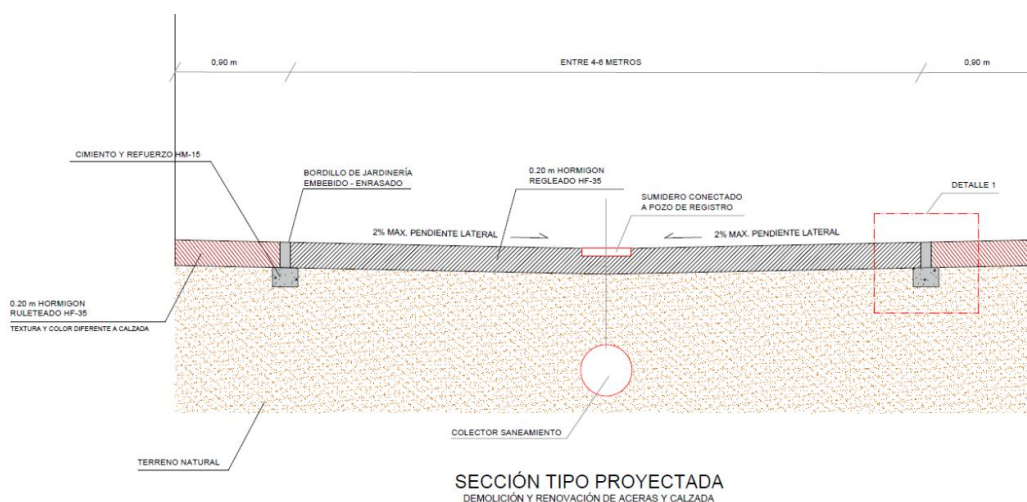 0,90 m
ENTRE 4-6 METROS
0,90 m
CIMIENTO Y REFUERZO HM-15
BORDILLO DE JARDINERÍA
EMBEBIDO - ENRASADO
0.20 m HORMIGON
REGLEADO HF-35
SUMIDERO CONECTADO
A POZO DE REGISTRO
DETALLE 1
2% MAX. PENDIENTE LATERAL
2% MAX. PENDIENTE LATERAL
0.20 m HORMIGON
RULETEADO HF-35
TEXTURA Y COLOR DIFERENTE A CALZADA
COLECTOR SANEAMIENTO
TERRENO NATURAL
SECCIÓN TIPO PROYECTADA
DEMOLICIÓN Y RENOVACIÓN DE ACERAS Y CALZADA